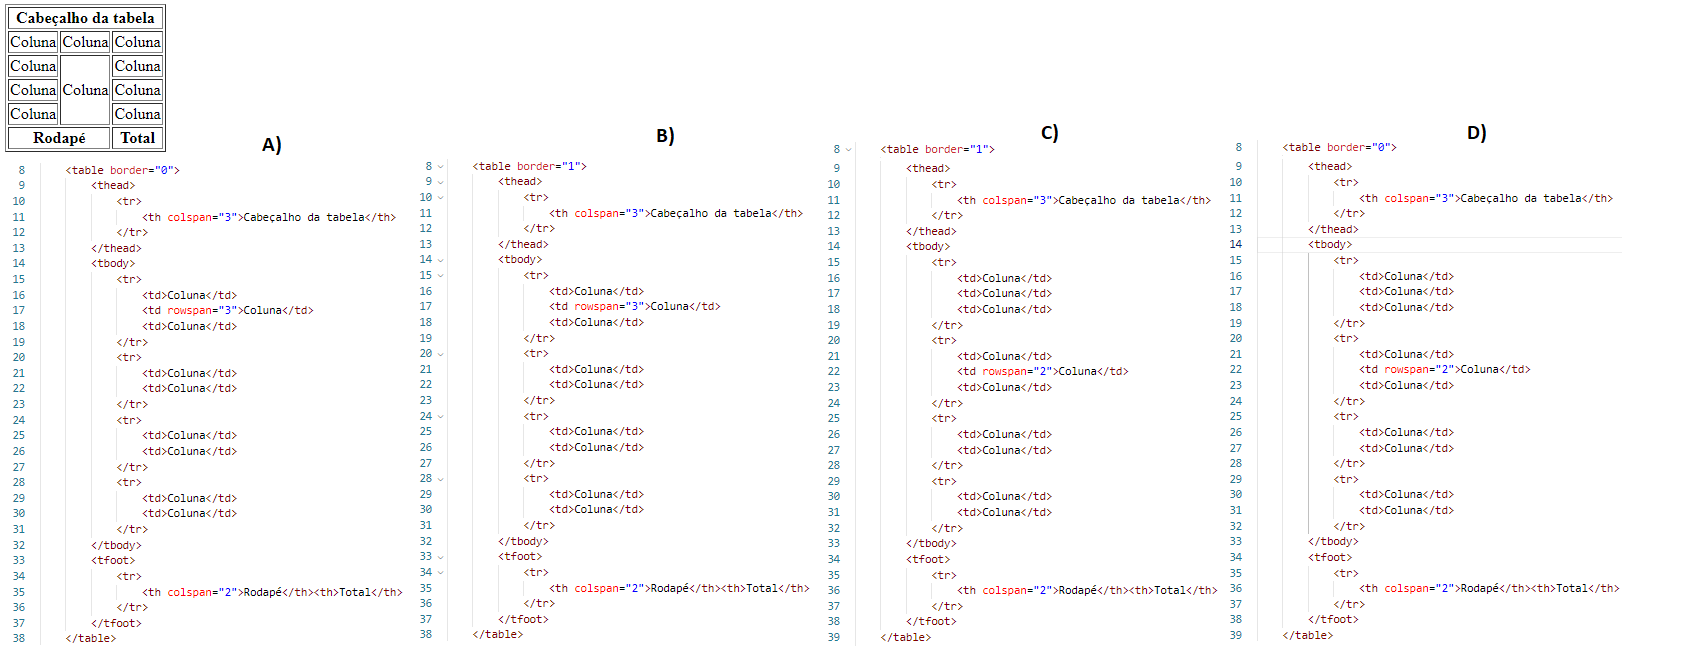 Cabeçalho da tabela
Coluna Coluna Coluna
Coluna Coluna
Coluna Coluna Coluna
Coluna Coluna
Rodapé Total
A)
8 <table border="0">
9 <thead>
10 <tr>
11 <th colspan="3">Cabeçalho da tabela</th>
12 </tr>
13 </thead>
14 <tbody>
15 <tr>
16 <td>Coluna</td>
17 <td rowspan="3">Coluna</td>
18 <td>Coluna</td>
19 </tr>
20 <tr>
21 <td>Coluna</td>
22 <td>Coluna</td>
23 </tr>
24 <tr>
25 <td>Coluna</td>
26 <td>Coluna</td>
27 </tr>
28 <tr>
29 <td>Coluna</td>
30 <td>Coluna</td>
31 </tr>
32 </tbody>
33 <tfoot>
34 <tr>
35 <th colspan="2">Rodapé</th><th>Total</th>
36 </tr>
37 </tfoot>
38 </table>
B)
8 <table border="1">
9 <thead>
10 <tr>
11 <th colspan="3">Cabeçalho da tabela</th>
12 </tr>
13 </thead>
14 <tbody>
15 <tr>
16 <td>Coluna</td>
17 <td rowspan="3">Coluna</td>
18 <td>Coluna</td>
19 </tr>
20 <tr>
21 <td>Coluna</td>
22 <td>Coluna</td>
23 </tr>
24 <tr>
25 <td>Coluna</td>
26 <td>Coluna</td>
27 </tr>
28 <tr>
29 <td>Coluna</td>
30 <td>Coluna</td>
31 </tr>
32 </tbody>
33 <tfoot>
34 <tr>
35 <th colspan="2">Rodapé</th><th>Total</th>
36 </tr>
37 </tfoot>
38 </table>
C)
8 <table border="1">
9 <thead>
10 <tr>
11 <th colspan="3">Cabeçalho da tabela</th>
12 </tr>
13 </thead>
14 <tbody>
15 <tr>
16 <td>Coluna</td>
17 <td>Coluna</td>
18 <td>Coluna</td>
19 </tr>
20 <tr>
21 <td>Coluna</td>
22 <td rowspan="2">Coluna</td>
23 <td>Coluna</td>
24 </tr>
25 <tr>
26 <td>Coluna</td>
27 <td>Coluna</td>
28 </tr>
29 <tr>
30 <td>Coluna</td>
31 <td>Coluna</td>
32 </tr>
33 </tbody>
34 <tfoot>
35 <tr>
36 <th colspan="2">Rodapé</th><th>Total</th>
37 </tr>
38 </tfoot>
39 </table>
D)
8 <table border="0">
9 <thead>
10 <tr>
11 <th colspan="3">Cabeçalho da tabela</th>
12 </tr>
13 </thead>
14 <tbody>
15 <tr>
16 <td>Coluna</td>
17 <td>Coluna</td>
18 <td>Coluna</td>
19 </tr>
20 <tr>
21 <td>Coluna</td>
22 <td rowspan="2">Coluna</td>
23 <td>Coluna</td>
24 </tr>
25 <tr>
26 <td>Coluna</td>
27 <td>Coluna</td>
28 </tr>
29 <tr>
30 <td>Coluna</td>
31 <td>Coluna</td>
32 </tr>
33 </tbody>
34 <tfoot>
35 <tr>
36 <th colspan="2">Rodapé</th><th>Total</th>
37 </tr>
38 </tfoot>
39 </table>